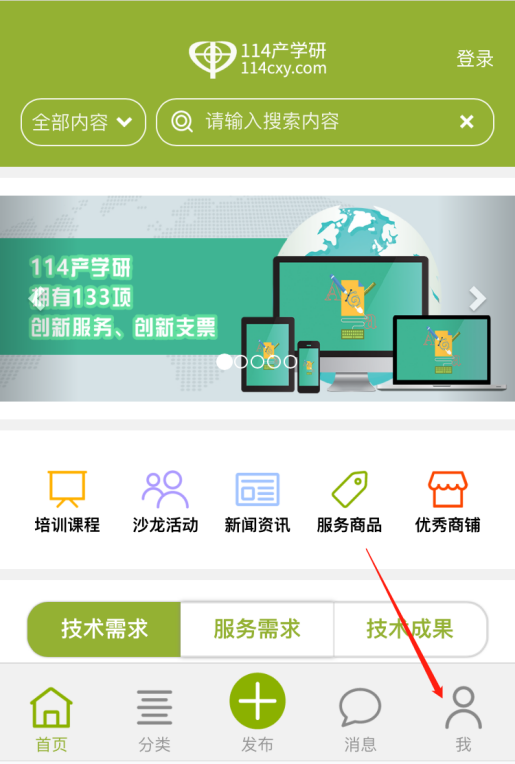 114产学研
114cxy.com
登录
全部内容
请输入搜索内容
114产学研
拥有133项
创新服务、创新支票
培训课程
沙龙活动
新闻资讯
服务商品
优秀商铺
技术需求
服务需求
技术成果
首页
分类
发布
消息
我